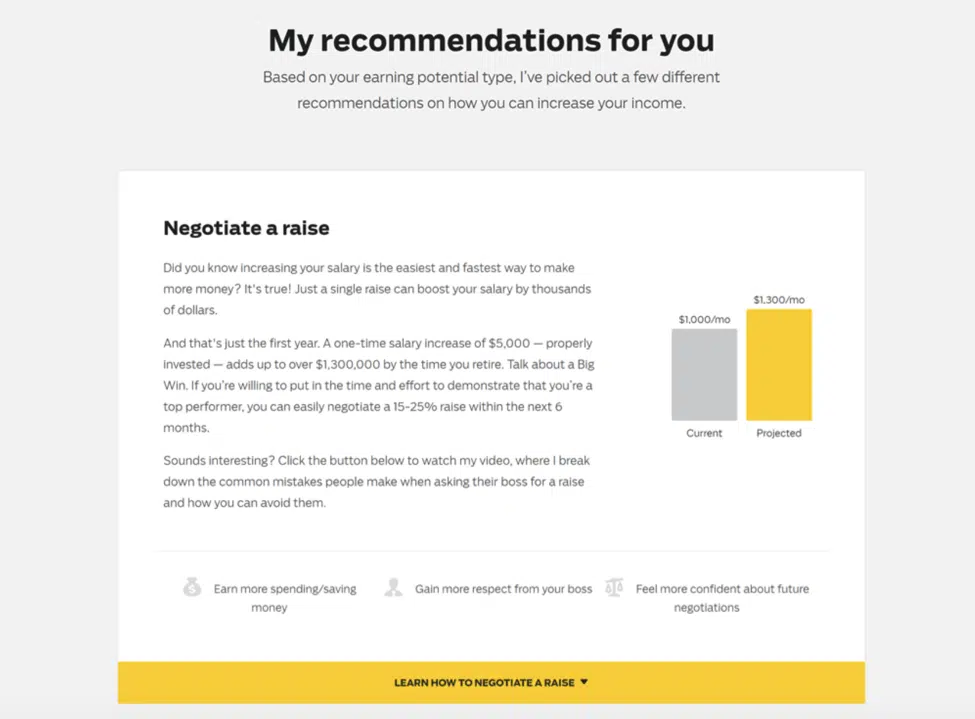 My recommendations for you
Based on your earning potential type, I've picked out a few different
recommendations on how you can increase your income.
Negotiate a raise
Did you know increasing your salary is the easiest and fastest way to make
more money? It's true! Just a single raise can boost your salary by thousands
of dollars.
And that's just the first year. A one-time salary increase of $5,000 — properly
invested — adds up to over $1,300,000 by the time you retire. Talk about a Big
Win. If you're willing to put in the time and effort to demonstrate that you're a
top performer, you can easily negotiate a 15-25% raise within the next 6
months.
Sounds interesting? Click the button below to watch my video, where I break
down the common mistakes people make when asking their boss for a raise
and how you can avoid them.
$1,000/mo
$1,300/mo
Current
Projected
Earn more spending/saving
money
Gain more respect from your boss
Feel more confident about future
negotiations
LEARN HOW TO NEGOTIATE A RAISE